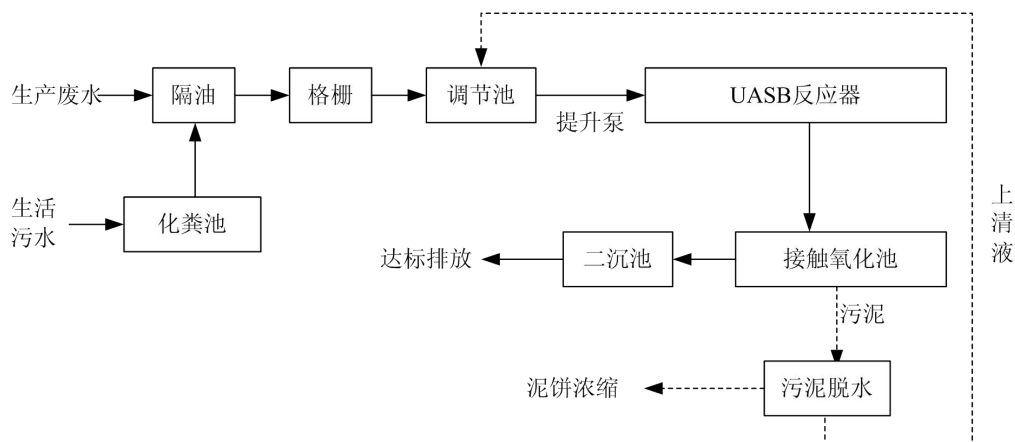 生产废水
隔油
格栅
调节池
提升泵
UASB反应器
生活
污水
化粪池
上
清
液
达标排放
二沉池
接触氧化池
污泥
泥饼浓缩
污泥脱水